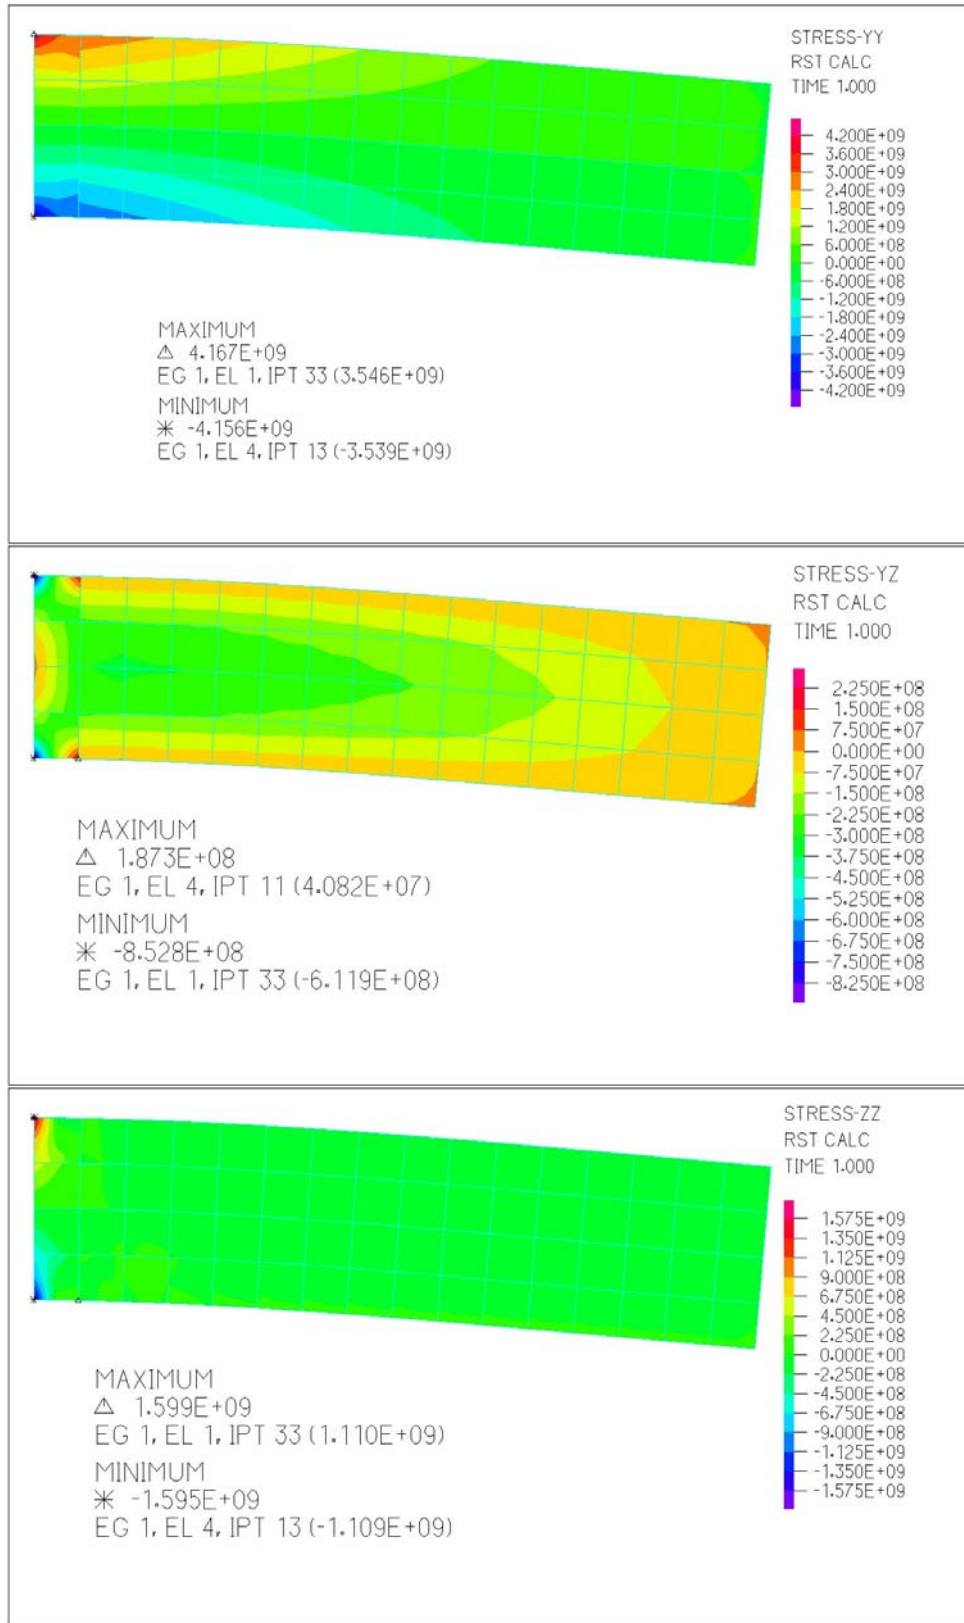 STRESS-YY
RST CALC
TIME 1.000
4.200E+09
3.600E+09
3.000E+09
2.400E+09
1.800E+09
1.200E+09
6.000E+08
0.000E+00
-6.000E+08
-1.200E+09
-1.800E+09
-2.400E+09
-3.000E+09
-3.600E+09
-4.200E+09
MAXIMUM
△ 4.167E+09
EG 1, EL 1, IPT 33 (3.546E+09)
MINIMUM
* -4.156E+09
EG 1, EL 4, IPT 13 (-3.539E+09)
STRESS-YZ
RST CALC
TIME 1.000
2.250E+08
1.500E+08
7.500E+07
0.000E+00
-7.500E+07
-1.500E+08
-2.250E+08
-3.000E+08
-3.750E+08
-4.500E+08
-5.250E+08
-6.000E+08
-6.750E+08
-7.500E+08
-8.250E+08
MAXIMUM
△ 1.873E+08
EG 1, EL 4, IPT 11 (4.082E+07)
MINIMUM
* -8.528E+08
EG 1, EL 1, IPT 33 (-6.119E+08)
STRESS-ZZ
RST CALC
TIME 1.000
1.575E+09
1.350E+09
1.125E+09
9.000E+08
6.750E+08
4.500E+08
2.250E+08
0.000E+00
-2.250E+08
-4.500E+08
-6.750E+08
-9.000E+08
-1.125E+09
-1.350E+09
-1.575E+09
MAXIMUM
△ 1.599E+09
EG 1, EL 1, IPT 33 (1.110E+09)
MINIMUM
* -1.595E+09
EG 1, EL 4, IPT 13 (-1.109E+09)